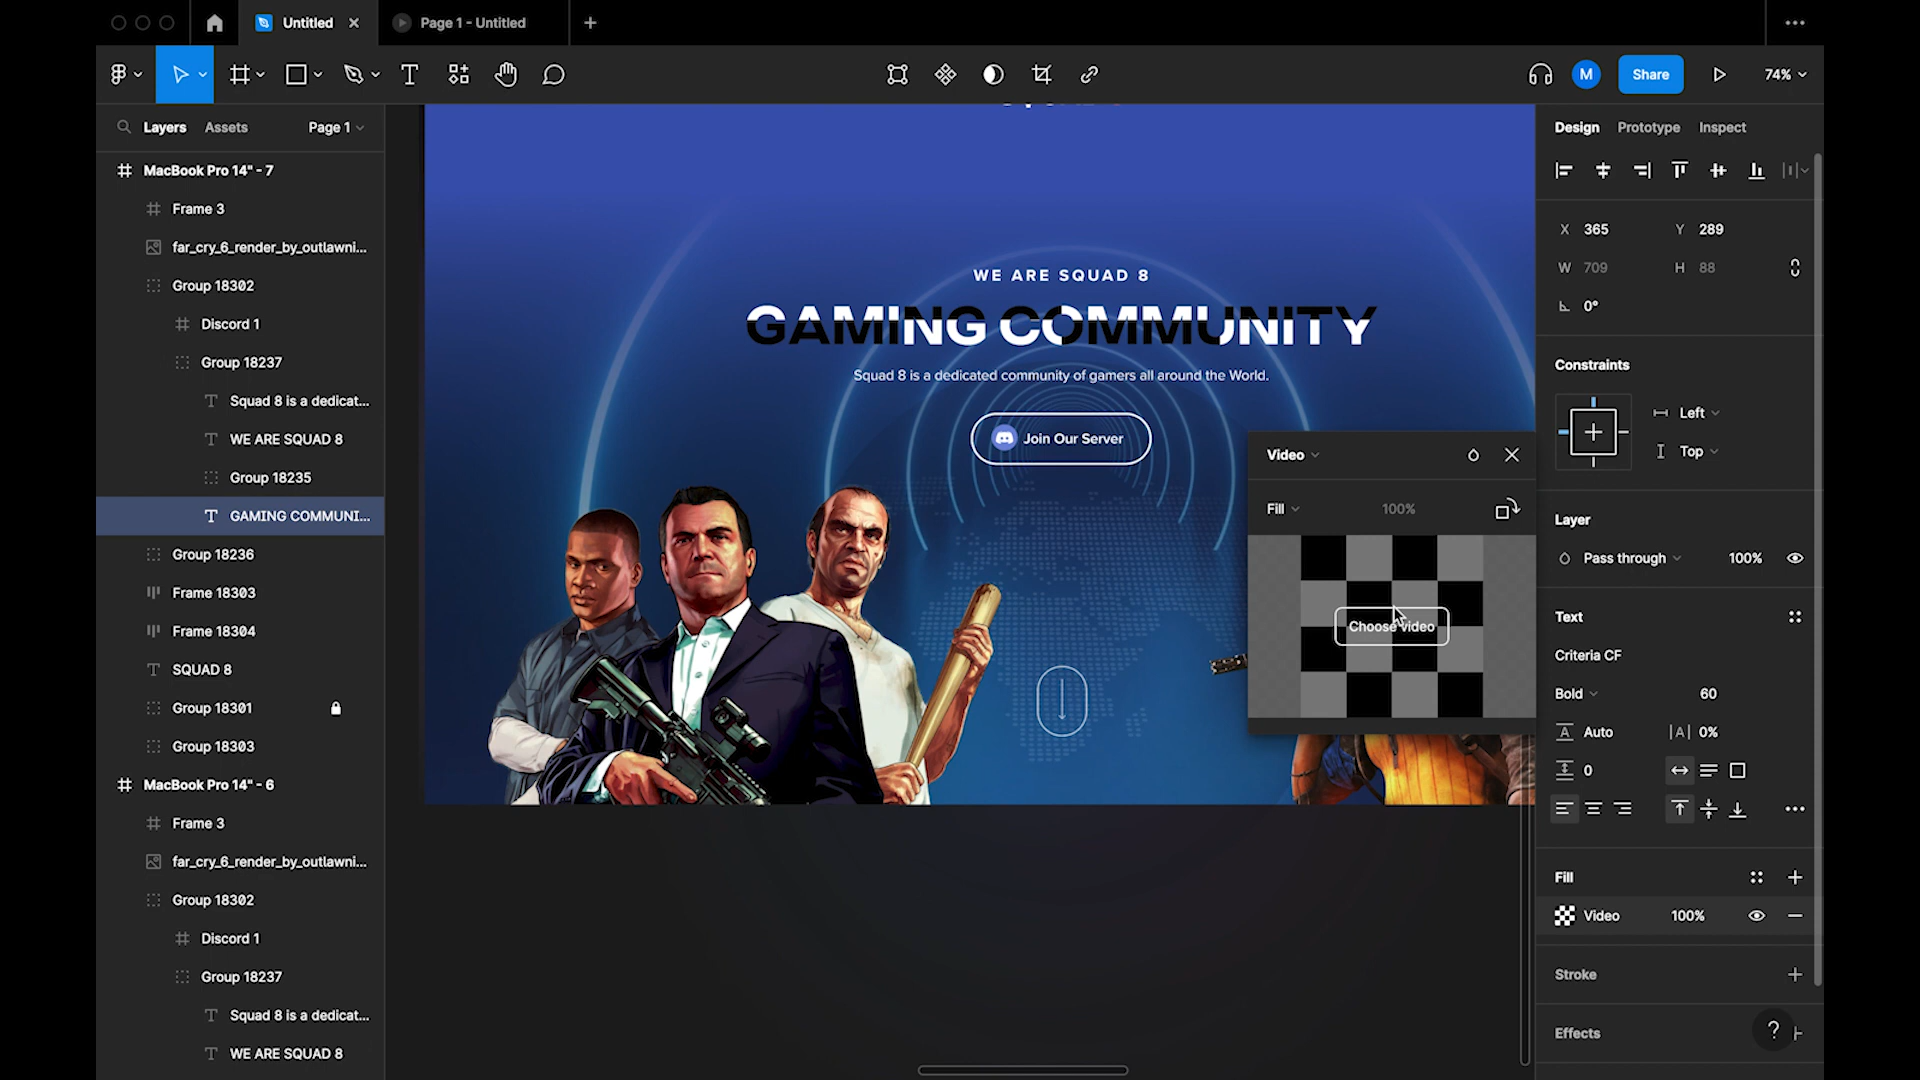 Untitled
Page 1 - Untitled
M
Share
74%
Layers
Assets
Page 1
Design
Prototype
Inspect
MacBook Pro 14" - 7
Frame 3
far_cry_6_render_by_outlawni...
Group 18302
Discord 1
Group 18237
Squad 8 is a dedicat...
WE ARE SQUAD 8
Group 18235
GAMING COMMUNI...
Group 18236
Frame 18303
Frame 18304
SQUAD 8
Group 18301
Group 18303
MacBook Pro 14" - 6
Frame 3
far_cry_6_render_by_outlawni...
Group 18302
Discord 1
Group 18237
Squad 8 is a dedicat...
WE ARE SQUAD 8
WE ARE SQUAD 8
GAMING COMMUNITY
Squad 8 is a dedicated community of gamers all around the World.
Join Our Server
Video
Fill
100%
Choose video
X 365
Y 289
W 709
H 88
0°
Constraints
Left
Top
Layer
Pass through
100%
Text
Criteria CF
Bold
60
A Auto
|A| 0%
0
Fill
Video
100%
Stroke
Effects
?